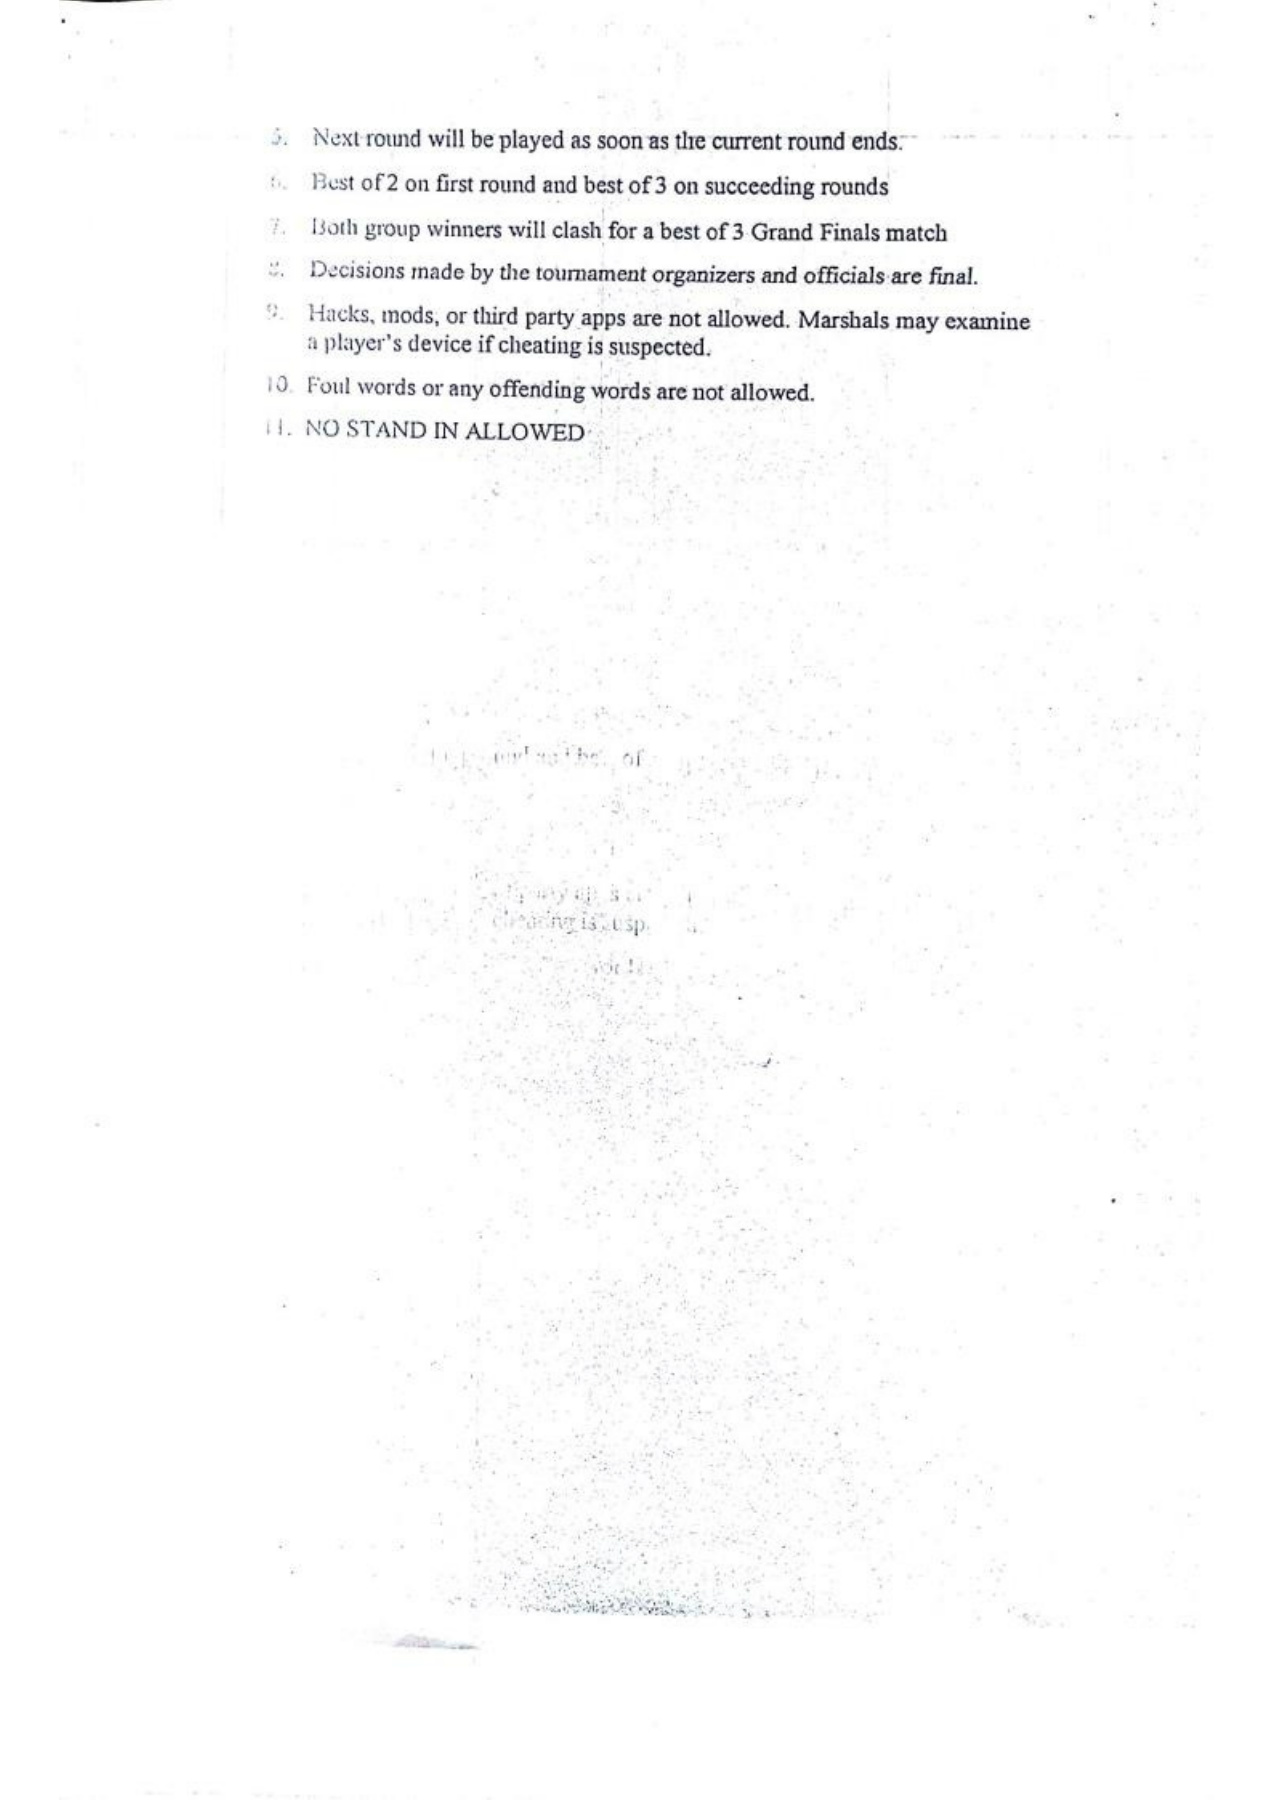 5. Next round will be played as soon as the current round ends.
6. Best of 2 on first round and best of 3 on succeeding rounds
7. Both group winners will clash for a best of 3 Grand Finals match
8. Decisions made by the tournament organizers and officials are final.
9. Hacks, mods, or third party apps are not allowed. Marshals may examine
a player's device if cheating is suspected.
10. Foul words or any offending words are not allowed.
11. NO STAND IN ALLOWED
of